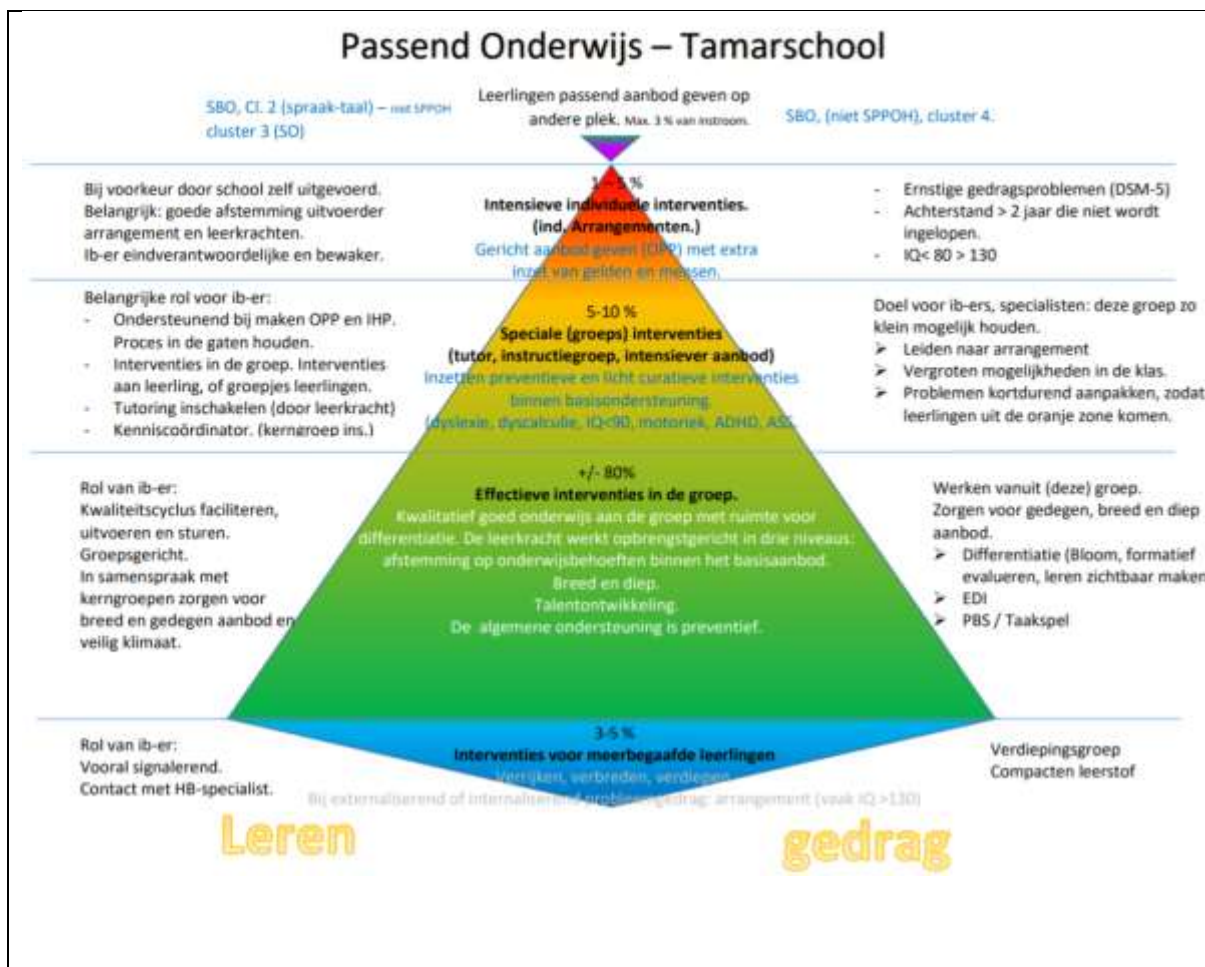 Passend Onderwijs – Tamarschool
SBO, Cl. 2 (spraak-taal) – niet SPPOH
cluster 3 (SO)
Leerlingen passend aanbod geven op
andere plek. Max. 3 % van instroom.
SBO, (niet SPPOH), cluster 4.
Bij voorkeur door school zelf uitgevoerd.
Belangrijk: goede afstemming uitvoerder
arrangement en leerkrachten.
Ib-er eindverantwoordelijke en bewaker.
1 – 5 %
Intensieve individuele interventies.
(ind. Arrangementen.)
Gericht aanbod geven (OPP) met extra
inzet van gelden en mensen.
- Ernstige gedragsproblemen (DSM-5)
- Achterstand > 2 jaar die niet wordt
ingelopen.
- IQ< 80 > 130
Belangrijke rol voor ib-er:
- Ondersteunend bij maken OPP en IHP.
Proces in de gaten houden.
- Interventies in de groep. Interventies
aan leerling, of groepjes leerlingen.
- Tutoring inschakelen (door leerkracht)
- Kenniscoördinator. (kerngroep ins.)
5-10 %
Speciale (groeps) interventies
(tutor, instructiegroep, intensiever aanbod)
Inzetten preventieve en licht curatieve interventies
binnen basisondersteuning.
(dyslexie, dyscalculie, IQ<90, motoriek, ADHD, ASS
Doel voor ib-ers, specialisten: deze groep zo
klein mogelijk houden.
➢ Leiden naar arrangement
➢ Vergroten mogelijkheden in de klas.
➢ Problemen kortdurend aanpakken, zodat
leerlingen uit de oranje zone komen.
Rol van ib-er:
Kwaliteitscyclus faciliteren,
uitvoeren en sturen.
Groepsgericht.
In samenspraak met
kerngroepen zorgen voor
breed en gedegen aanbod en
veilig klimaat.
+/- 80%
Effectieve interventies in de groep.
Kwalitatief goed onderwijs aan de groep met ruimte voor
differentiatie. De leerkracht werkt opbrengstgericht in drie niveaus:
afstemming op onderwijsbehoeften binnen het basisaanbod.
Breed en diep.
Talentontwikkeling.
De algemene ondersteuning is preventief.
Werken vanuit (deze) groep.
Zorgen voor gedegen, breed en diep
aanbod.
➢ Differentiatie (Bloom, formatief
evalueren, leren zichtbaar maken
➢ EDI
➢ PBS / Taakspel
Rol van ib-er:
Vooral signalerend.
Contact met HB-specialist.
3-5 %
Interventies voor meerbegaafde leerlingen
Verrijken, verbreden, verdiepen
Bij externaliserend of internaliserend probleemgedrag: arrangement (vaak IQ >130)
Verdiepingsgroep
Compacten leerstof
Leren
gedrag